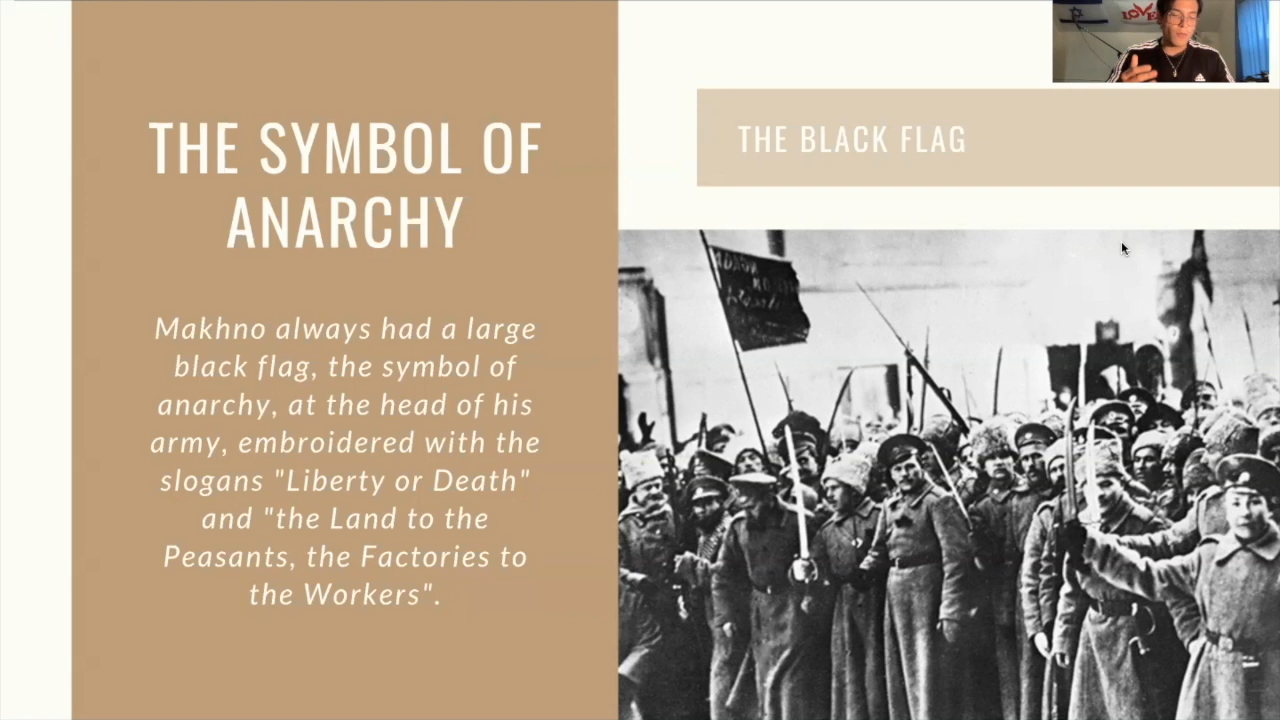 THE SYMBOL OF
ANARCHY
Makhno always had a large
black flag, the symbol of
anarchy, at the head of his
army, embroidered with the
slogans "Liberty or Death"
and "the Land to the
Peasants, the Factories to
the Workers".
THE BLACK FLAG
LOVE